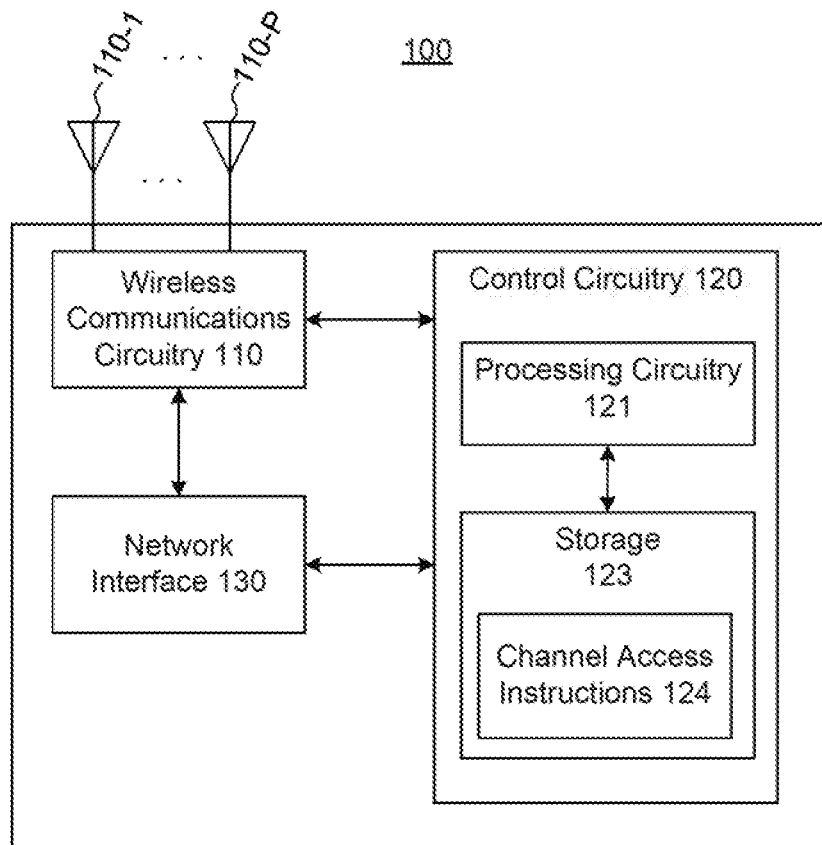 110-1
110-P
100
Wireless
Communications
Circuitry 110
Control Circuitry 120
Processing Circuitry
121
Network
Interface 130
Storage
123
Channel Access
Instructions 124